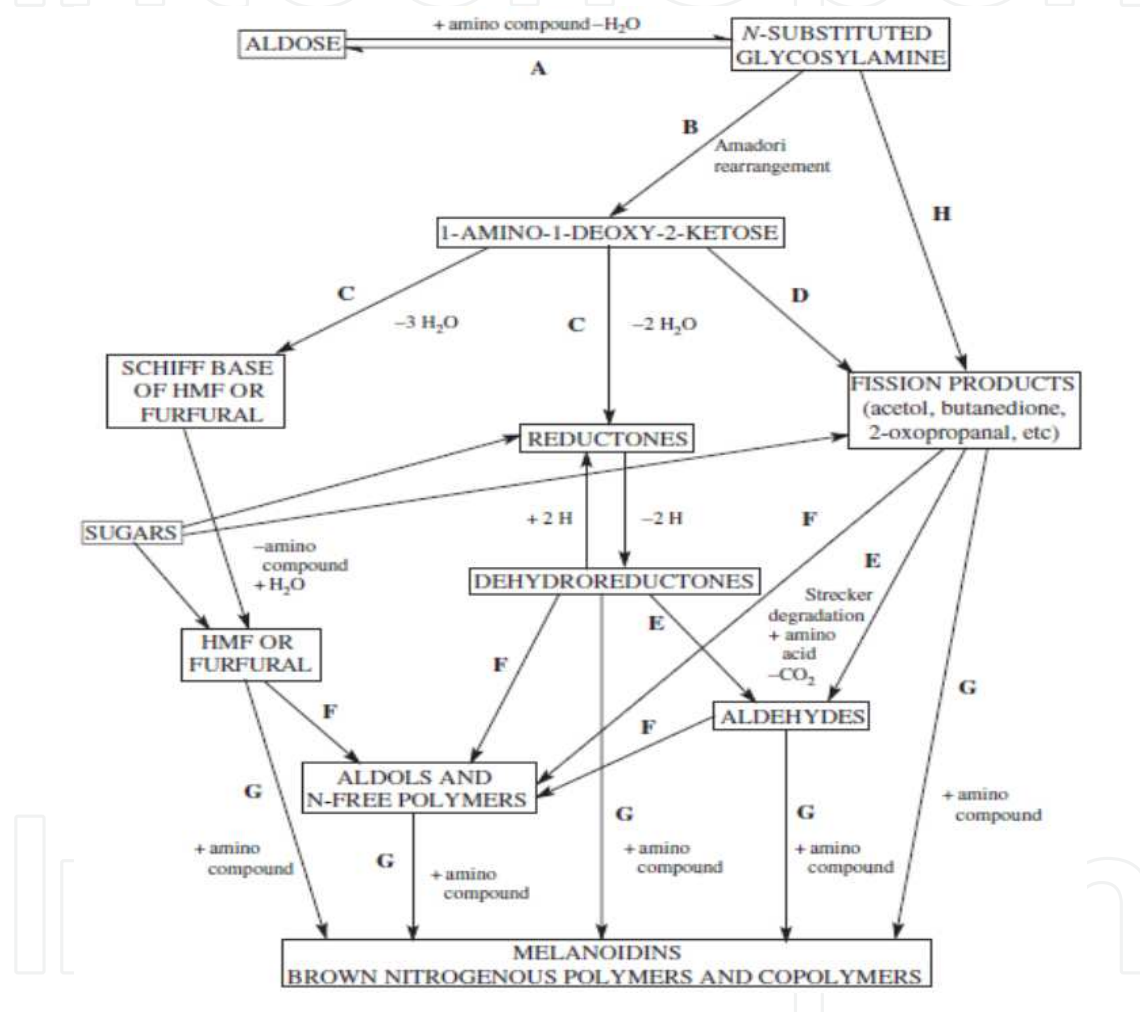 + amino compound–H₂O
ALDOSE
N-SUBSTITUTED
GLYCOSYLAMINE
A
B
Amadori
rearrangement
H
1-AMINO-1-DEOXY-2-KETOSE
C
–3 H₂O
C
–2 H₂O
D
SCHIFF BASE
OF HMF OR
FURFURAL
FISSION PRODUCTS
(acetol, butanedione,
2-oxopropanal, etc)
REDUCTONES
SUGARS
+ 2 H
–2 H
F
–amino
compound
+ H₂O
E
DEHYDROREDUCTONES
Strecker
degradation
+ amino
acid
–CO₂
E
HMF OR
FURFURAL
F
G
F
ALDEHYDES
F
ALDOLS AND
N-FREE POLYMERS
G
+ amino
compound
G
+ amino
compound
G
+ amino
compound
G
+ amino
compound
+ amino
compound
MELANOIDINS
BROWN NITROGENOUS POLYMERS AND COPOLYMERS